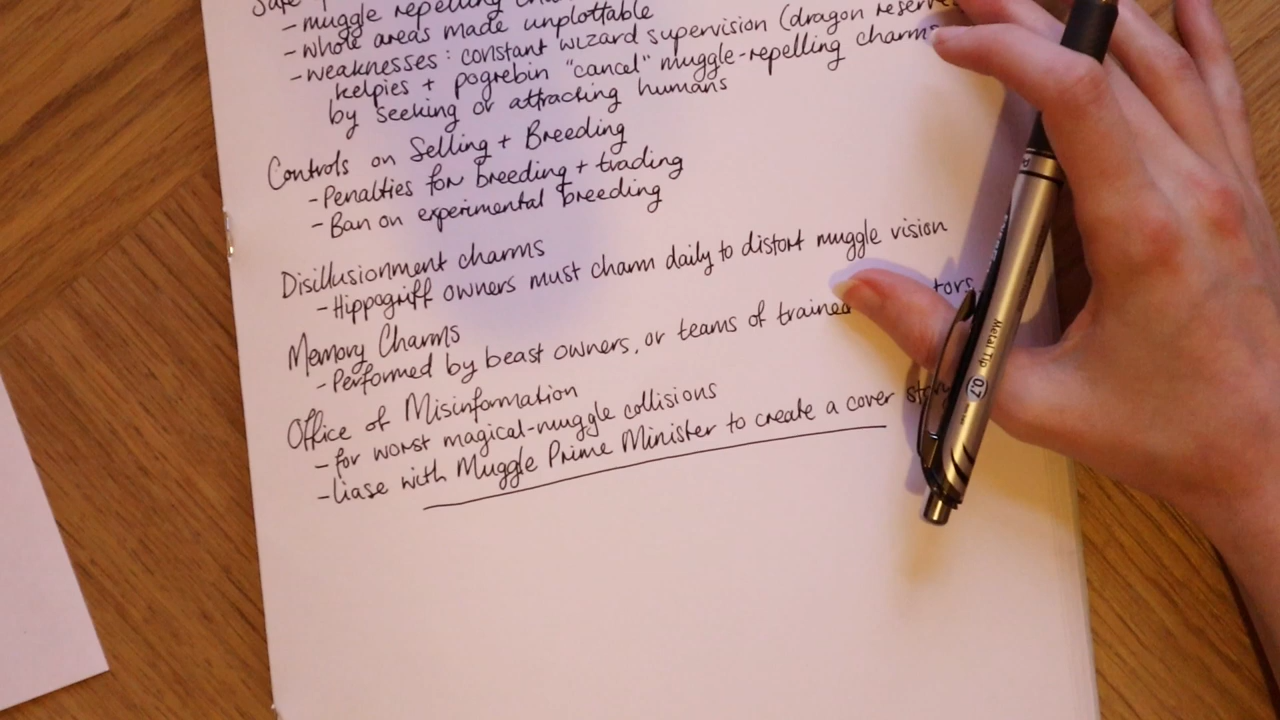 - muggle repelling
- whole areas made unplottable
- weaknesses: constant wizard supervision (dragon
kelpies + pogrebin "cancel" muggle-repelling charms
by seeking or attracking humans
Controls on Selling + Breeding
- Penalties for breeding + trading
- Ban on experimental breeding
Disillusionment charms
- Hippogriff owners must charm daily to distort muggle vision
Memory Charms
- Performed by beast owners, or teams of trained
Office of Misinformation
- for worst magical-muggle collisions
- liase with Muggle Prime Minister to create a cover
Metal Tip 0.7